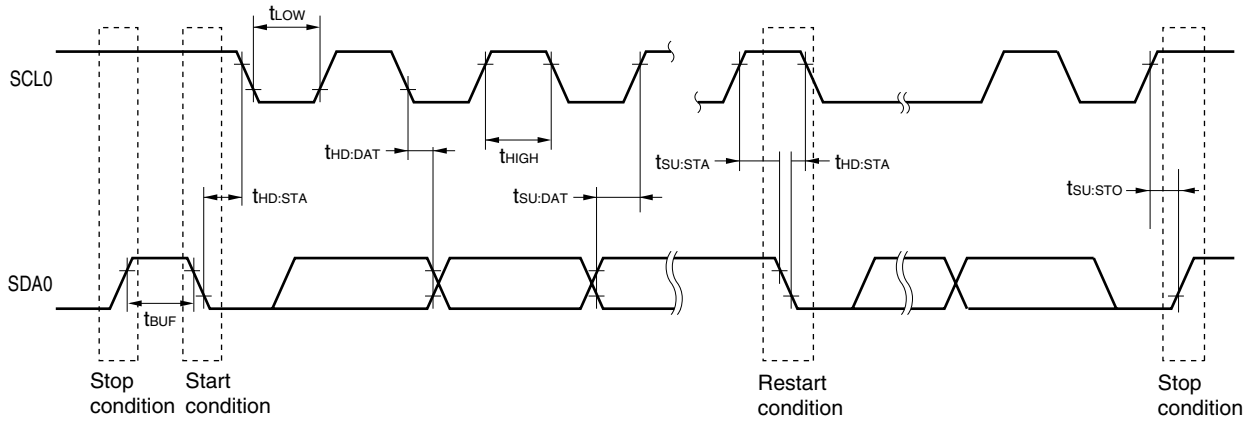 tLOW
SCL0
tHD:DAT
tHIGH
tSU:STA
tHD:STA
tHD:STA
tSU:DAT
tSU:STO
SDA0
tBUF
Stop
condition
Start
condition
Restart
condition
Stop
condition